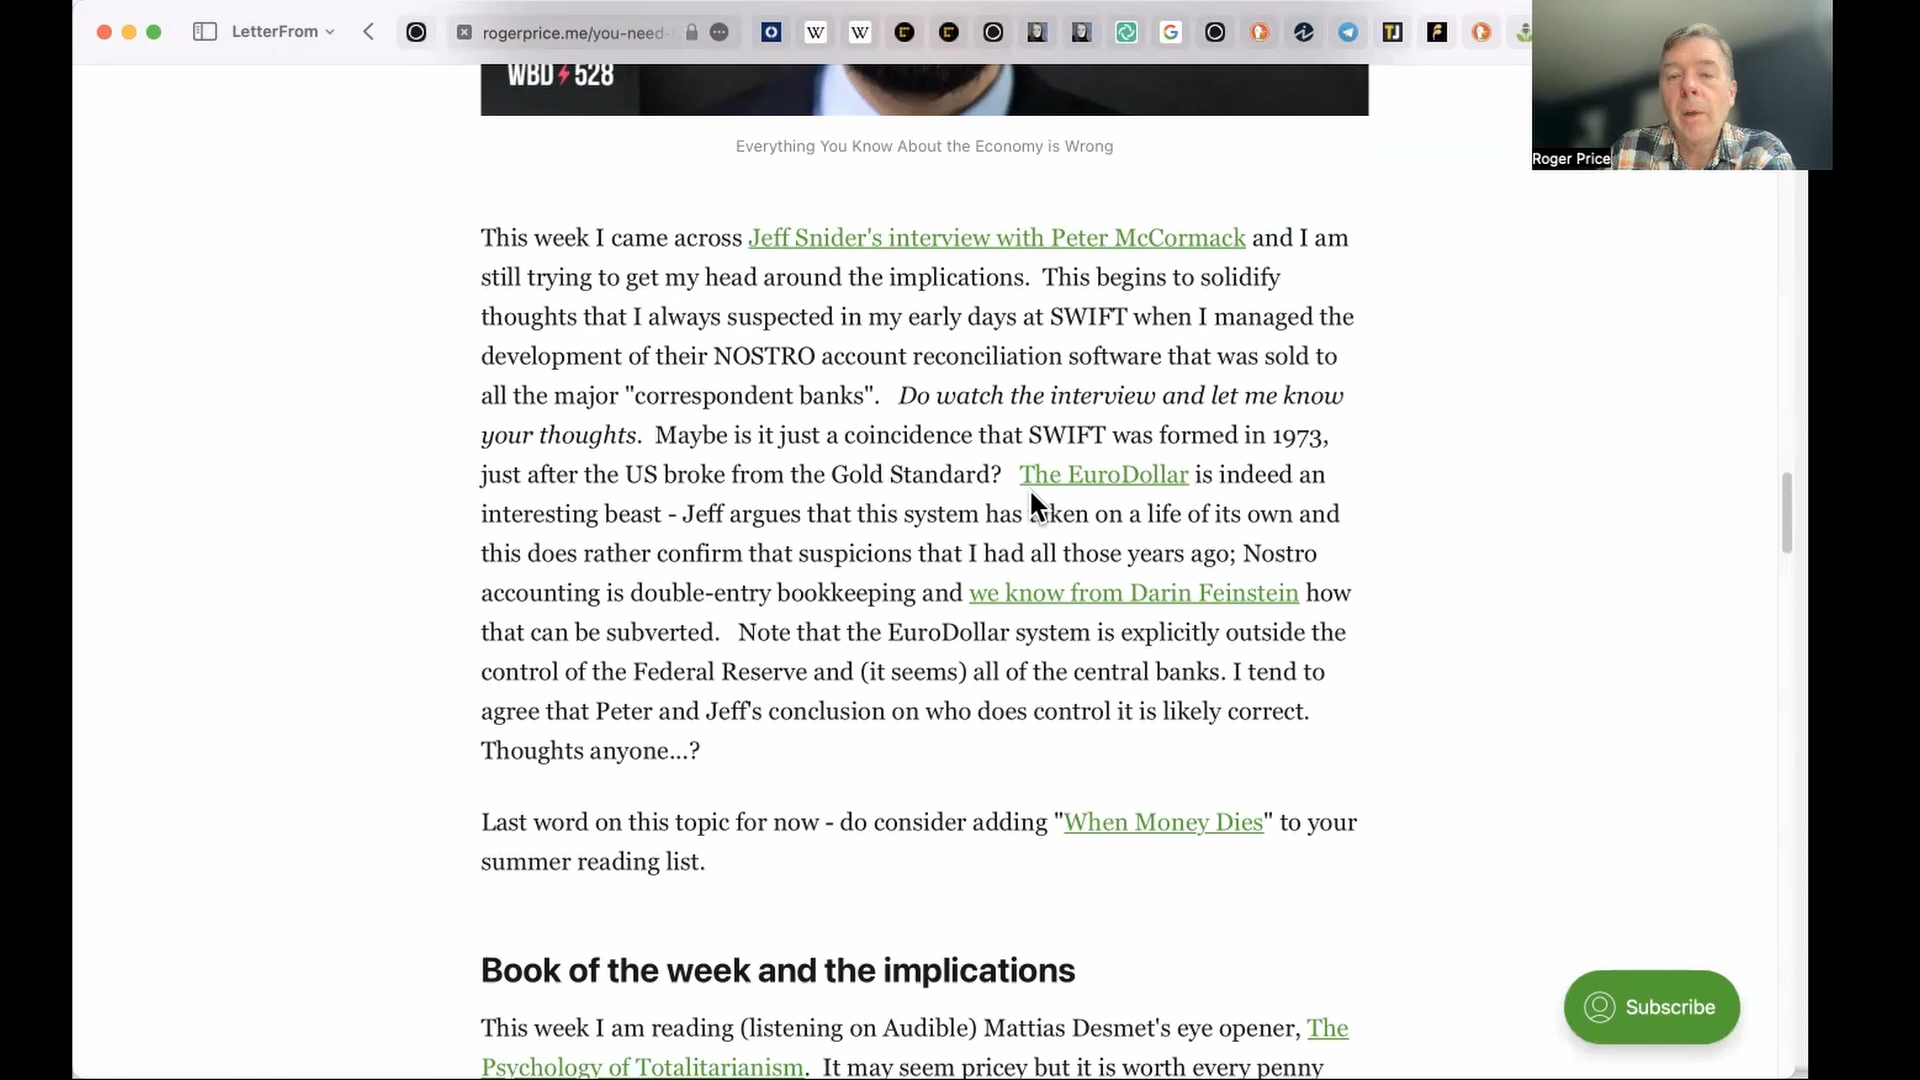 LetterFrom
rogerprice.me/you-need-
WBD 528
Roger Price
Everything You Know About the Economy is Wrong
This week I came across Jeff Snider's interview with Peter McCormack and I am
still trying to get my head around the implications. This begins to solidify
thoughts that I always suspected in my early days at SWIFT when I managed the
development of their NOSTRO account reconciliation software that was sold to
all the major "correspondent banks". Do watch the interview and let me know
your thoughts. Maybe is it just a coincidence that SWIFT was formed in 1973,
just after the US broke from the Gold Standard? The EuroDollar is indeed an
interesting beast - Jeff argues that this system has taken on a life of its own and
this does rather confirm that suspicions that I had all those years ago; Nostro
accounting is double-entry bookkeeping and we know from Darin Feinstein how
that can be subverted. Note that the EuroDollar system is explicitly outside the
control of the Federal Reserve and (it seems) all of the central banks. I tend to
agree that Peter and Jeff's conclusion on who does control it is likely correct.
Thoughts anyone...?
Last word on this topic for now - do consider adding "When Money Dies" to your
summer reading list.
Book of the week and the implications
Subscribe
This week I am reading (listening on Audible) Mattias Desmet's eye opener, The
Psychology of Totalitarianism. It may seem pricey but it is worth every penny